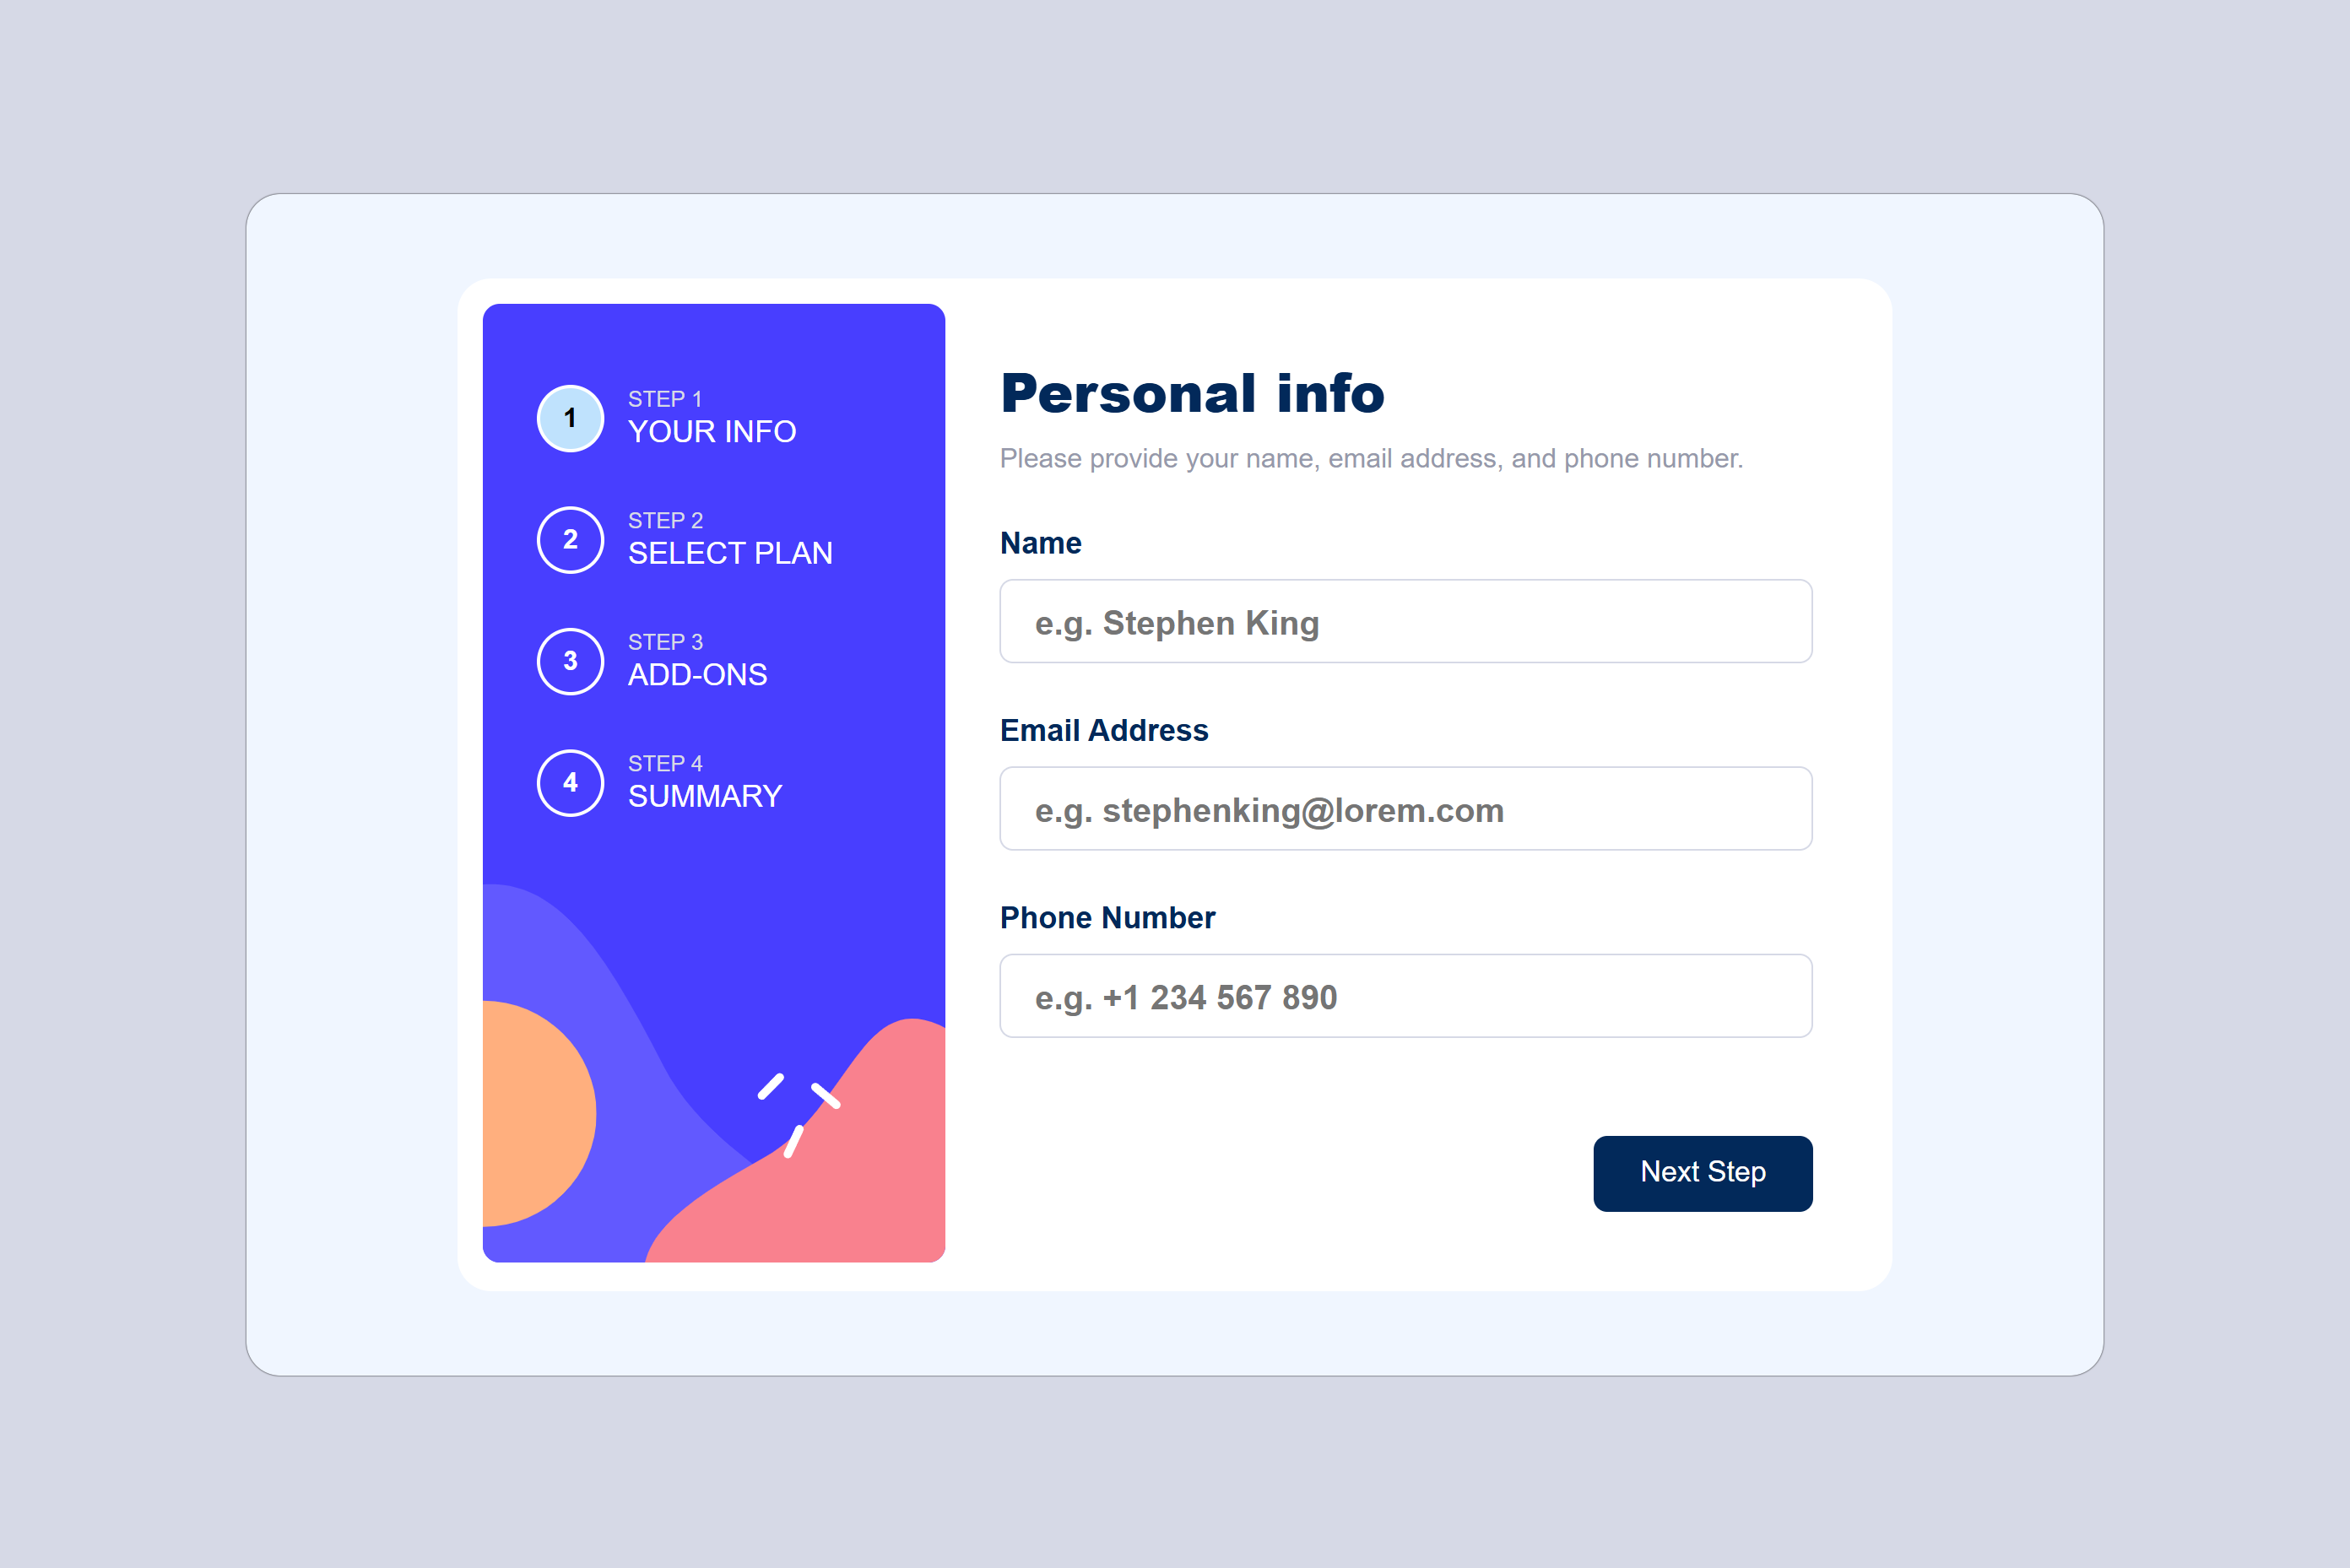 1
STEP 1
YOUR INFO
2
STEP 2
SELECT PLAN
3
STEP 3
ADD-ONS
4
STEP 4
SUMMARY
Personal info
Please provide your name, email address, and phone number.
Name
e.g. Stephen King
Email Address
e.g. stephenking@lorem.com
Phone Number
e.g. +1 234 567 890
Next Step